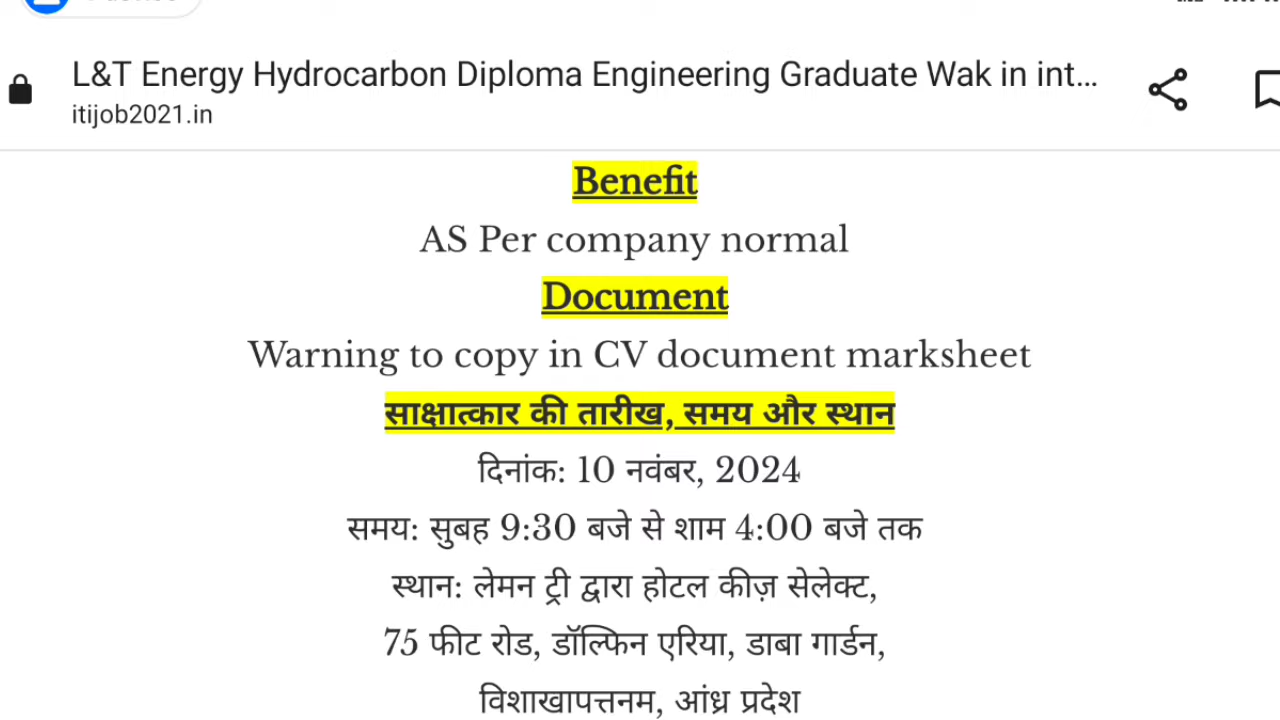 L&T Energy Hydrocarbon Diploma Engineering Graduate Wak in int...
itijob2021.in
Benefit
AS Per company normal
Document
Warning to copy in CV document marksheet
साक्षात्कार की तारीख, समय और स्थान
दिनांक: 10 नवंबर, 2024
समय: सुबह 9:30 बजे से शाम 4:00 बजे तक
स्थान: लेमन ट्री द्वारा होटल कीज़ सेलेक्ट,
75 फीट रोड, डॉल्फिन एरिया, डाबा गार्डन,
विशाखापत्तनम, आंध्र प्रदेश